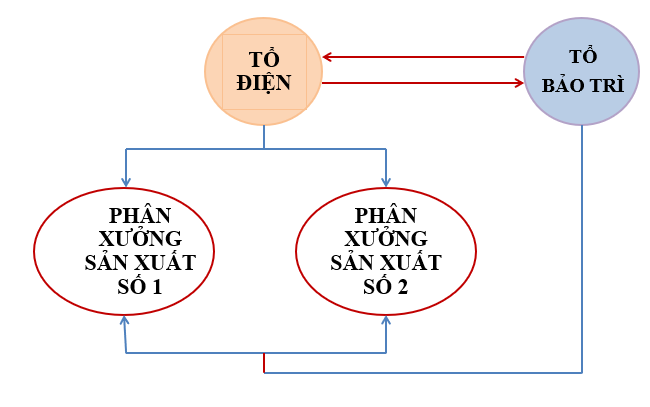 TỔ
ĐIỆN
TỔ
BẢO TRÌ
PHÂN
XƯỞNG
SẢN XUẤT
SỐ 1
PHÂN
XƯỞNG
SẢN XUẤT
SỐ 2